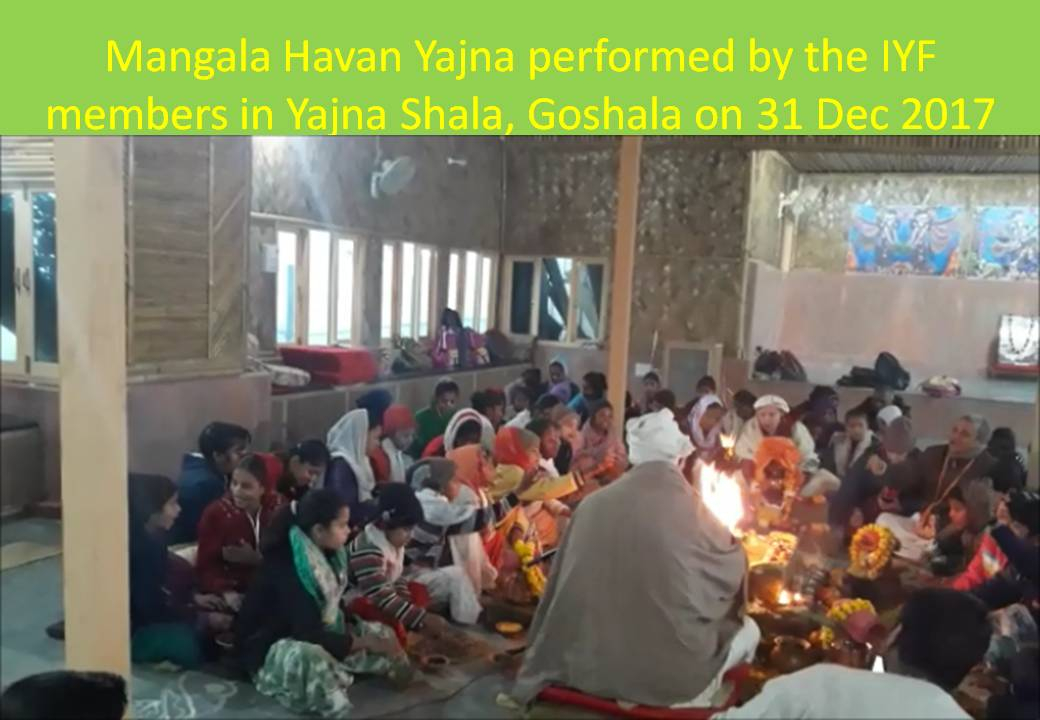 Mangala Havan Yajna performed by the IYF
members in Yajna Shala, Goshala on 31 Dec 2017